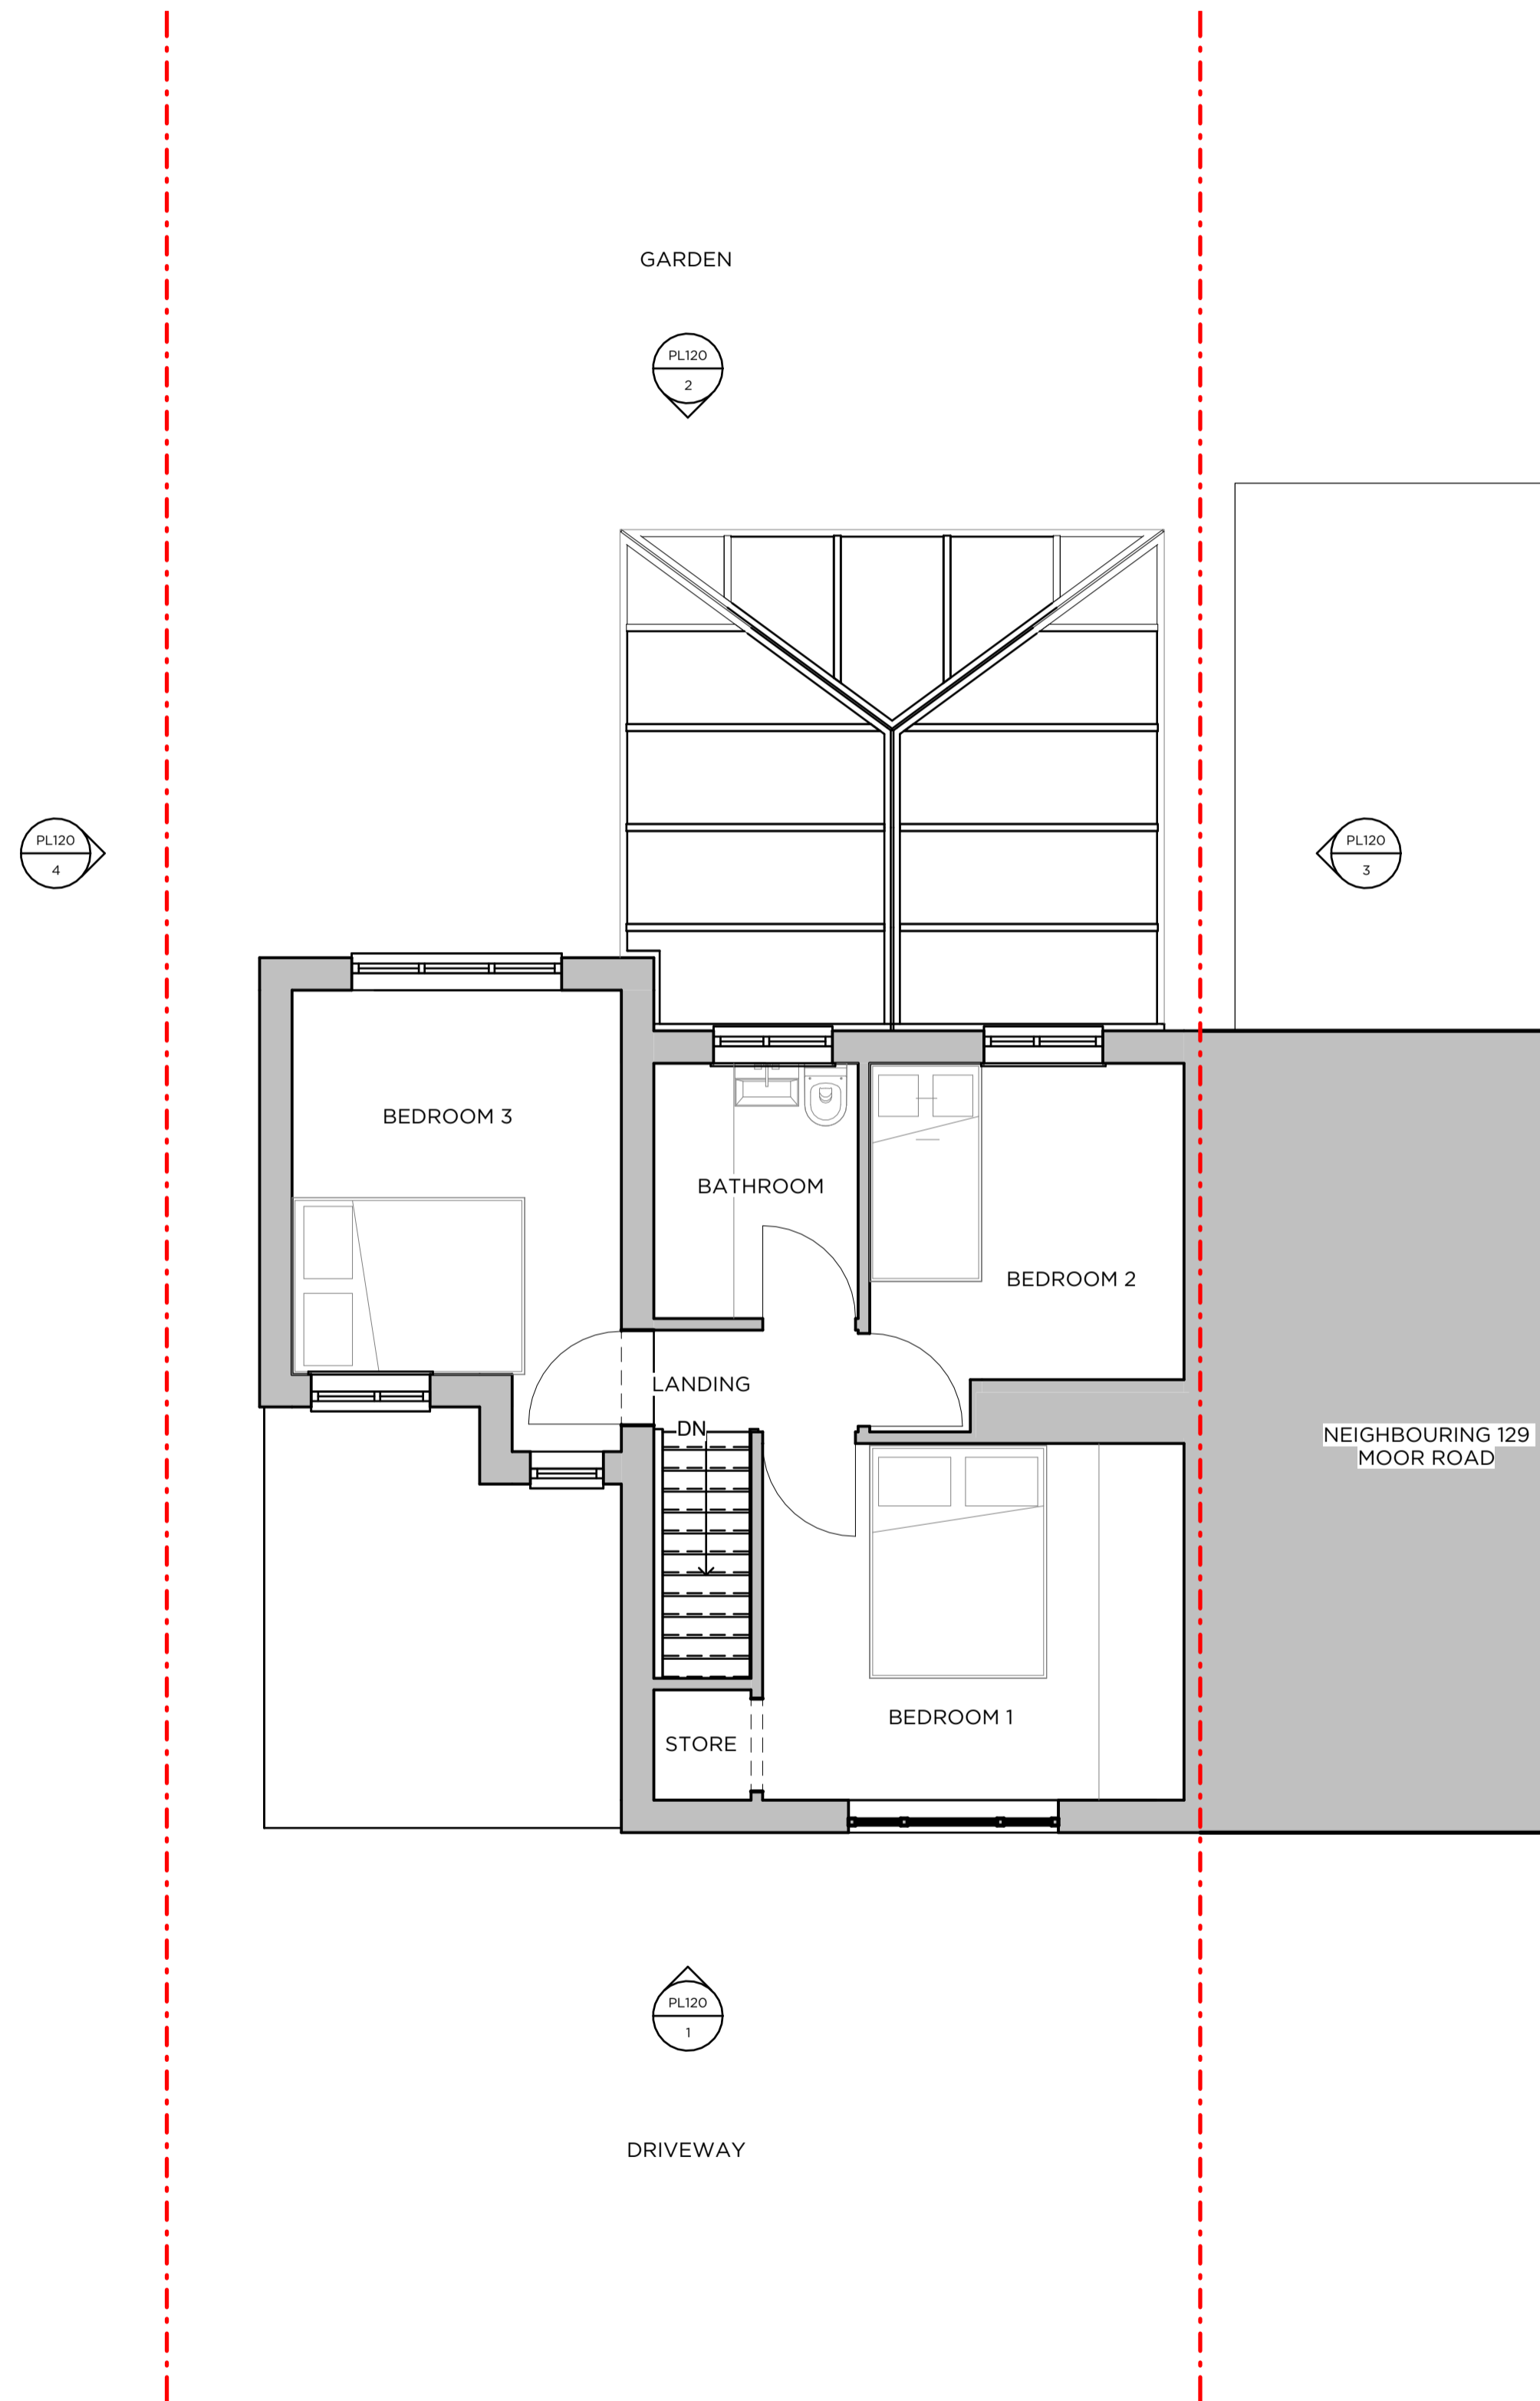 GARDEN
PL120
2
PL120
4
PL120
3
BEDROOM 3
BATHROOM
BEDROOM 2
LANDING
DN
NEIGHBOURING 129
MOOR ROAD
BEDROOM 1
STORE
PL120
1
DRIVEWAY